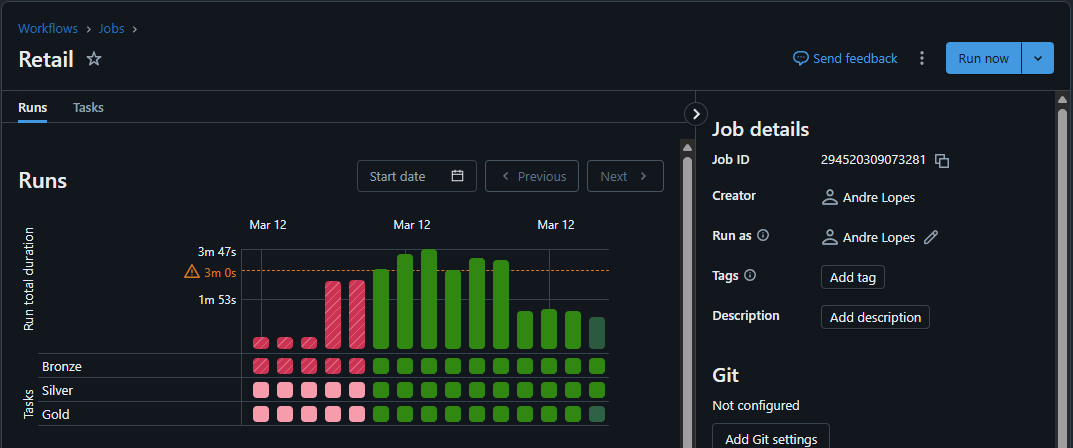 Workflows > Jobs >
Retail
Send feedback
Run now
Runs
Tasks
Runs
Start date
Previous
Next
Mar 12
Mar 12
Mar 12
Run total duration
3m 47s
3m 0s
1m 53s
Tasks
Bronze
Silver
Gold
Job details
Job ID 294520309073281
Creator Andre Lopes
Run as Andre Lopes
Tags Add tag
Description Add description
Git
Not configured
Add Git settings